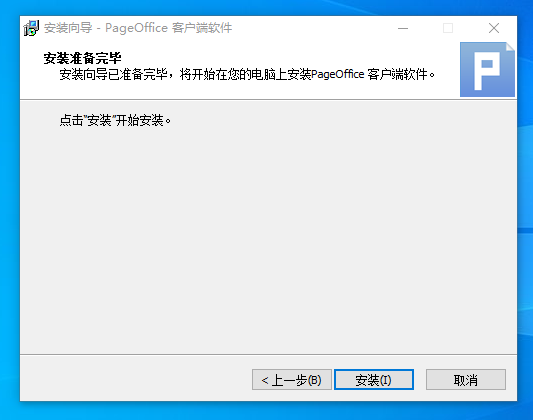 安装向导 - PageOffice 客户端软件
安装准备完毕
安装向导已准备完毕，将开始在您的电脑上安装PageOffice 客户端软件。
P
点击"安装"开始安装。
< 上一步(B)
安装(I)
取消